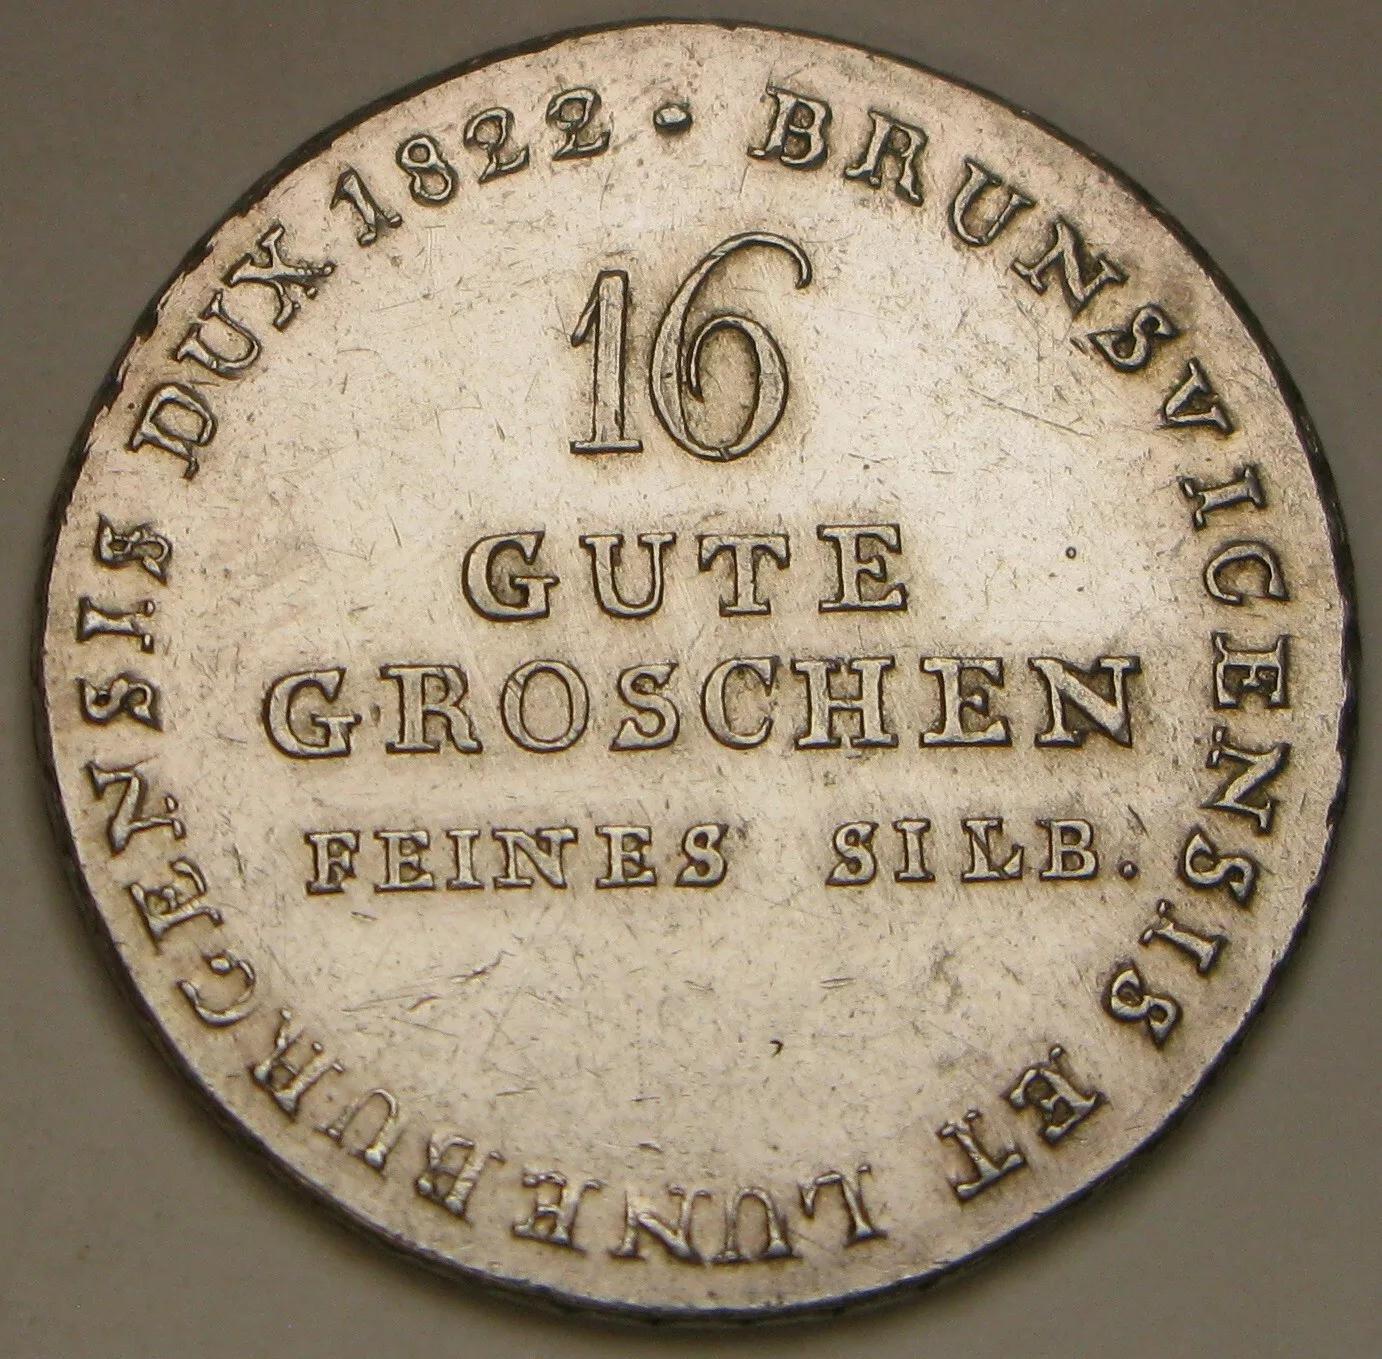 BRUNSVICENSIS ET LUNEBURGENSIS DUX 1822 ·
16
GUTE
GROSCHEN
FEINES SILB.